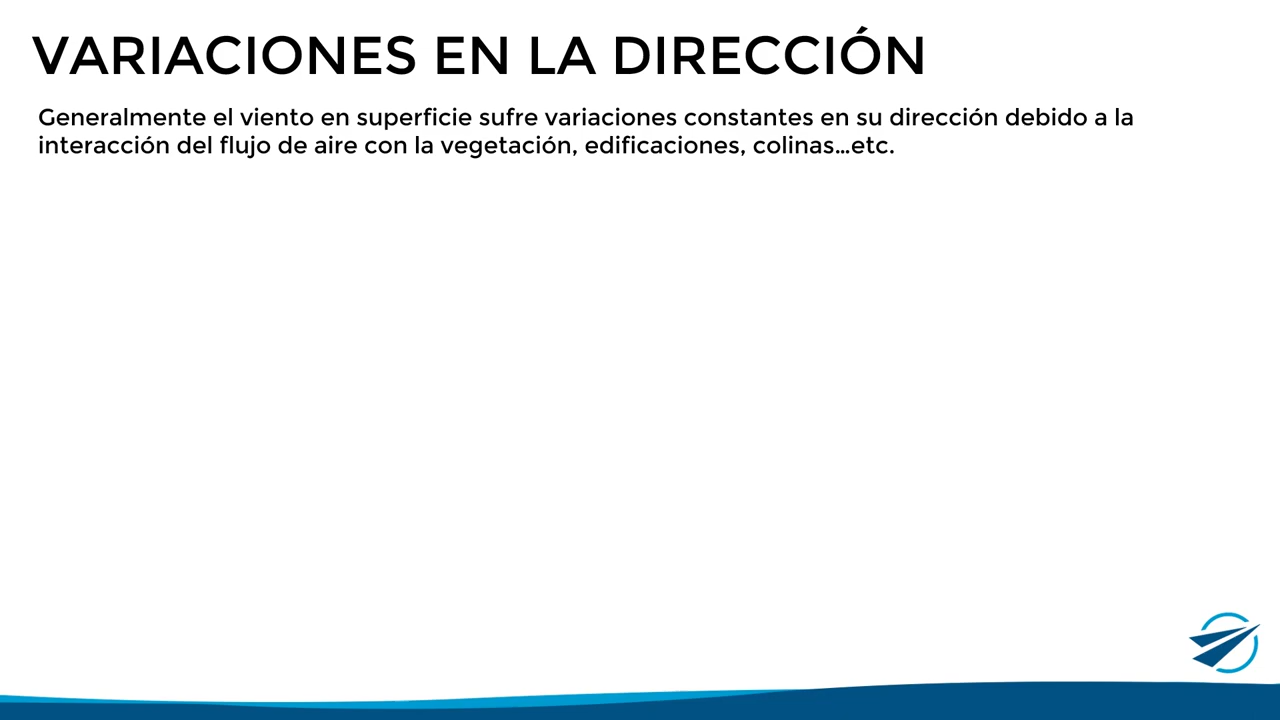 VARIACIONES EN LA DIRECCIÓN
Generalmente el viento en superficie sufre variaciones constantes en su dirección debido a la
interacción del flujo de aire con la vegetación, edificaciones, colinas...etc.